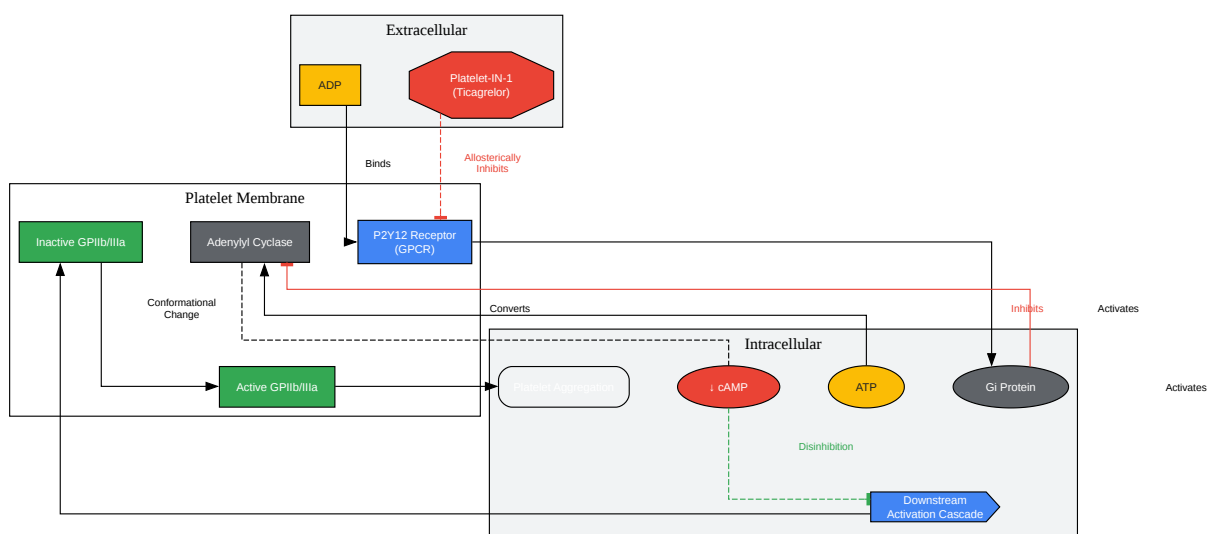 Extracellular
ADP
Platelet-IN-1
(Ticagrelor)
Binds
Allosterically
Inhibits
Platelet Membrane
Inactive GPIIb/IIIa
Adenylyl Cyclase
P2Y12 Receptor
(GPCR)
Conformational
Change
Converts
Inhibits
Activates
Intracellular
Active GPIIb/IIIa
Platelet Aggregation
↓ cAMP
ATP
Gi Protein
Activates
Disinhibition
Downstream
Activation Cascade